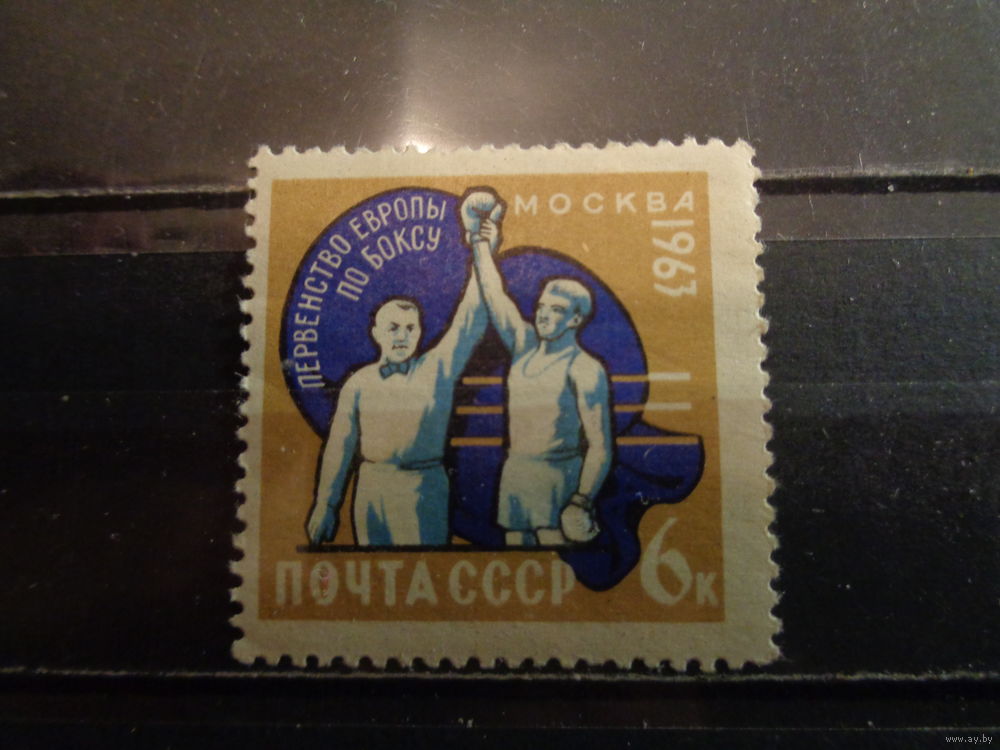 ПЕРВЕНСТВО ЕВРОПЫ
ПО БОКСУ
МОСКВА
1963
ПОЧТА СССР
6к
www.ay.by